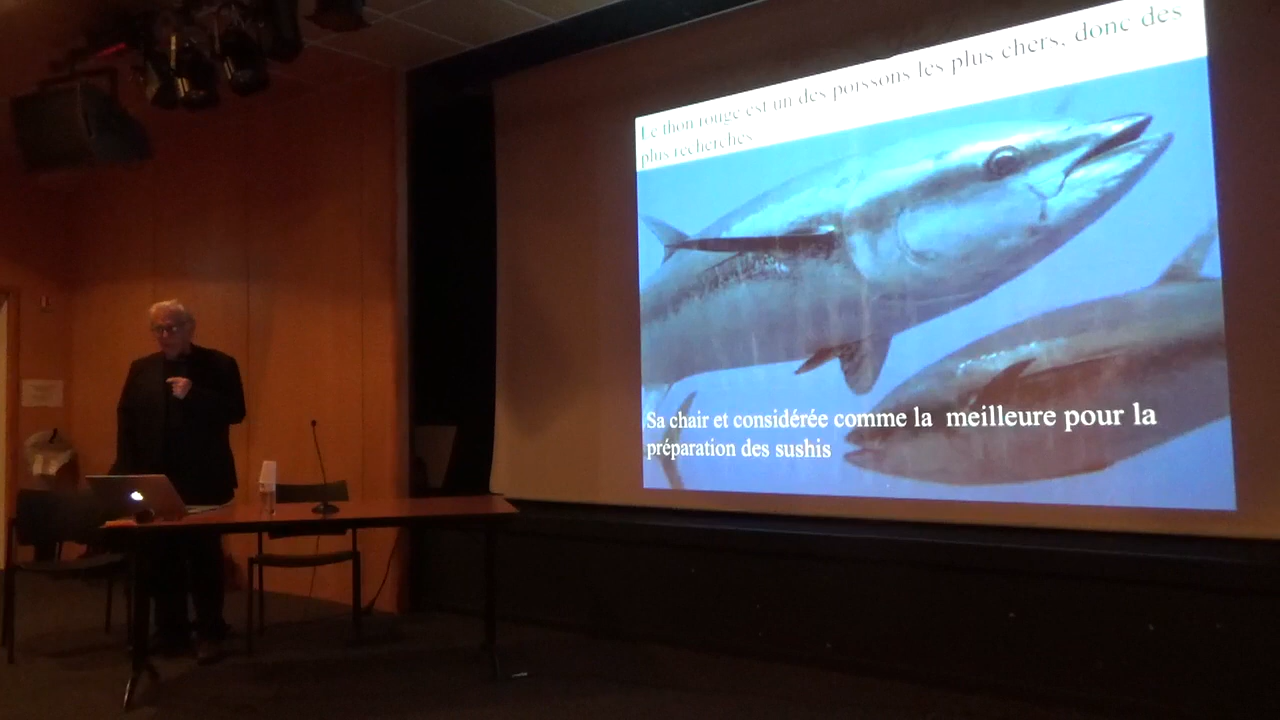 Le thon rouge est un des poissons les plus chers, donc des
plus recherchés
Sa chair et considérée comme la meilleure pour la
préparation des sushis